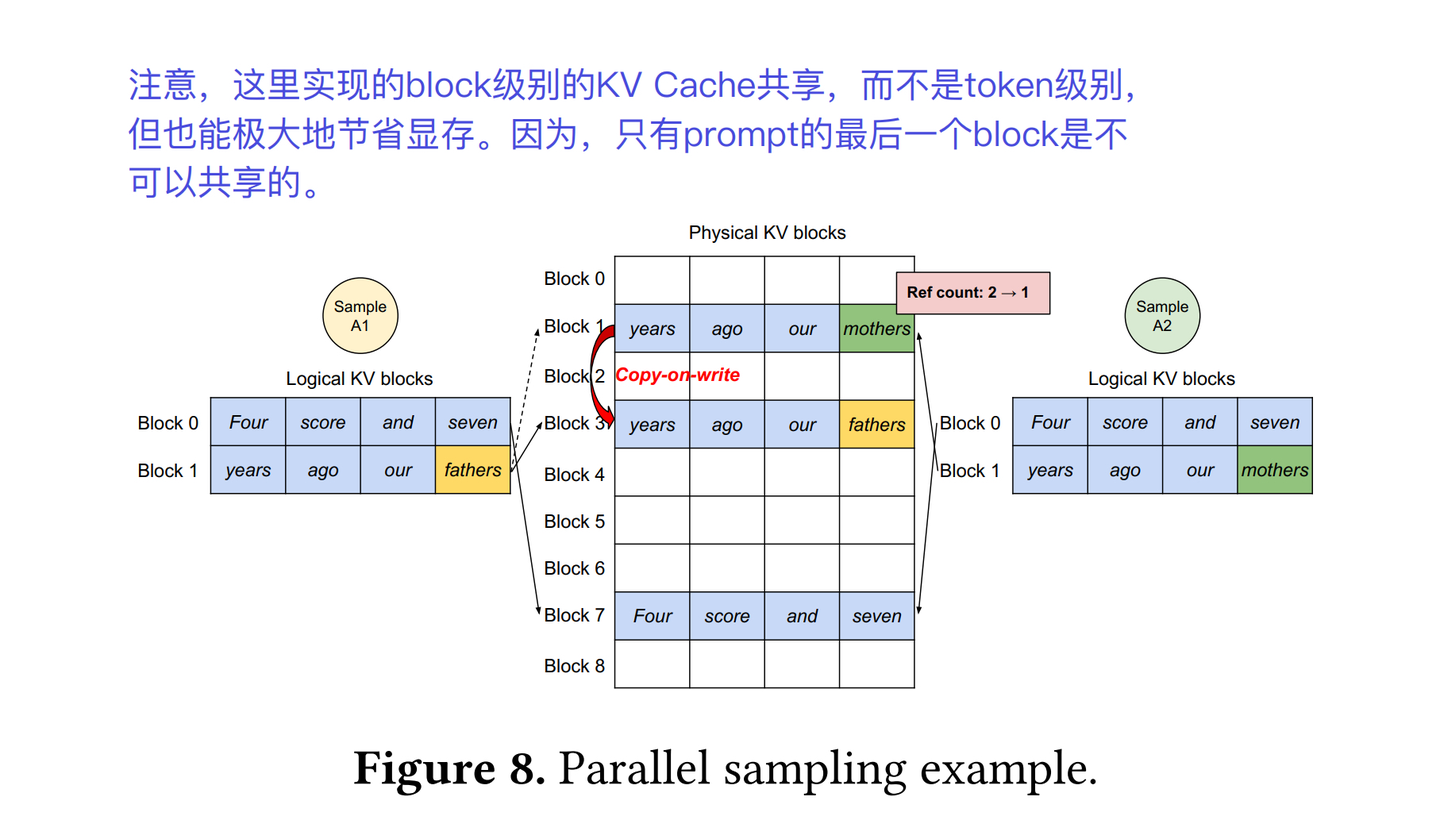 注意，这里实现的block级别的KV Cache共享，而不是token级别，
但也能极大地节省显存。因为，只有prompt的最后一个block是不
可以共享的。
Physical KV blocks
Block 0
Ref count: 2 → 1
Sample
A1
Sample
A2
Block 1 years ago our mothers
Logical KV blocks
Block 2 Copy-on-write
Logical KV blocks
Block 0 Four score and seven
Block 3 years ago our fathers
Block 0 Four score and seven
Block 1 years ago our fathers
Block 4
Block 1 years ago our mothers
Block 5
Block 6
Block 7 Four score and seven
Block 8
Figure 8. Parallel sampling example.